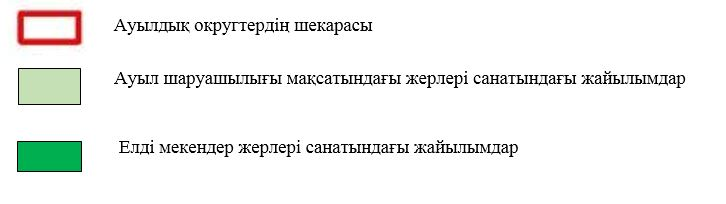 Ауылдық округтердің шекарасы
Ауыл шаруашылығы мақсатындағы жерлері санатындағы жайылымдар
Елді мекендер жерлері санатындағы жайылымдар